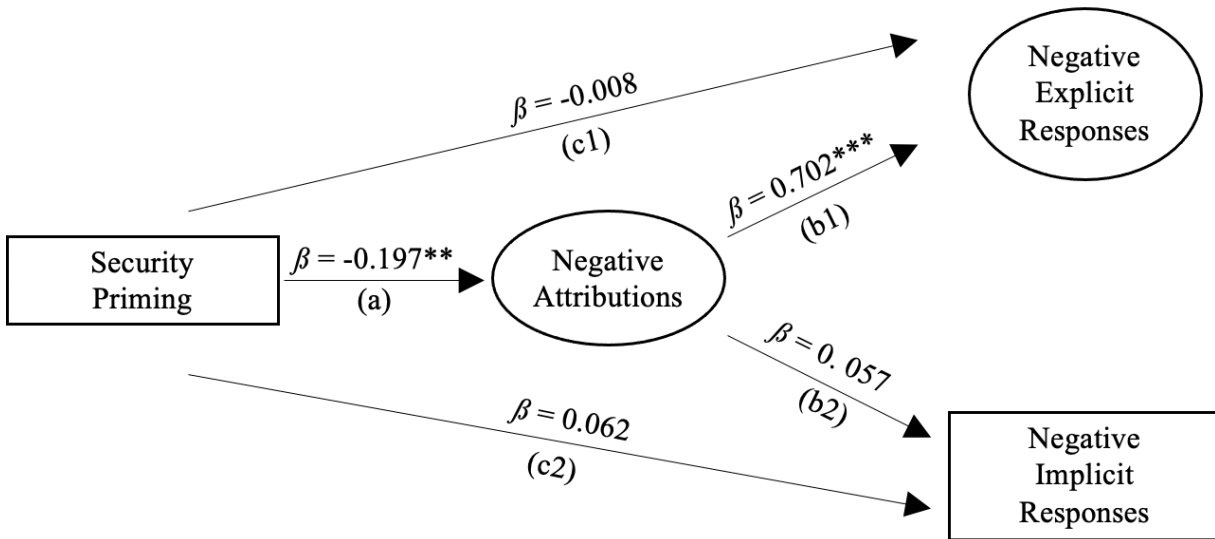 β = -0.008
(c1)
Negative
Explicit
Responses
β = 0.702***
(b1)
Security
Priming
β = -0.197**
(a)
Negative
Attributions
β = 0. 057
(b2)
β = 0.062
(c2)
Negative
Implicit
Responses